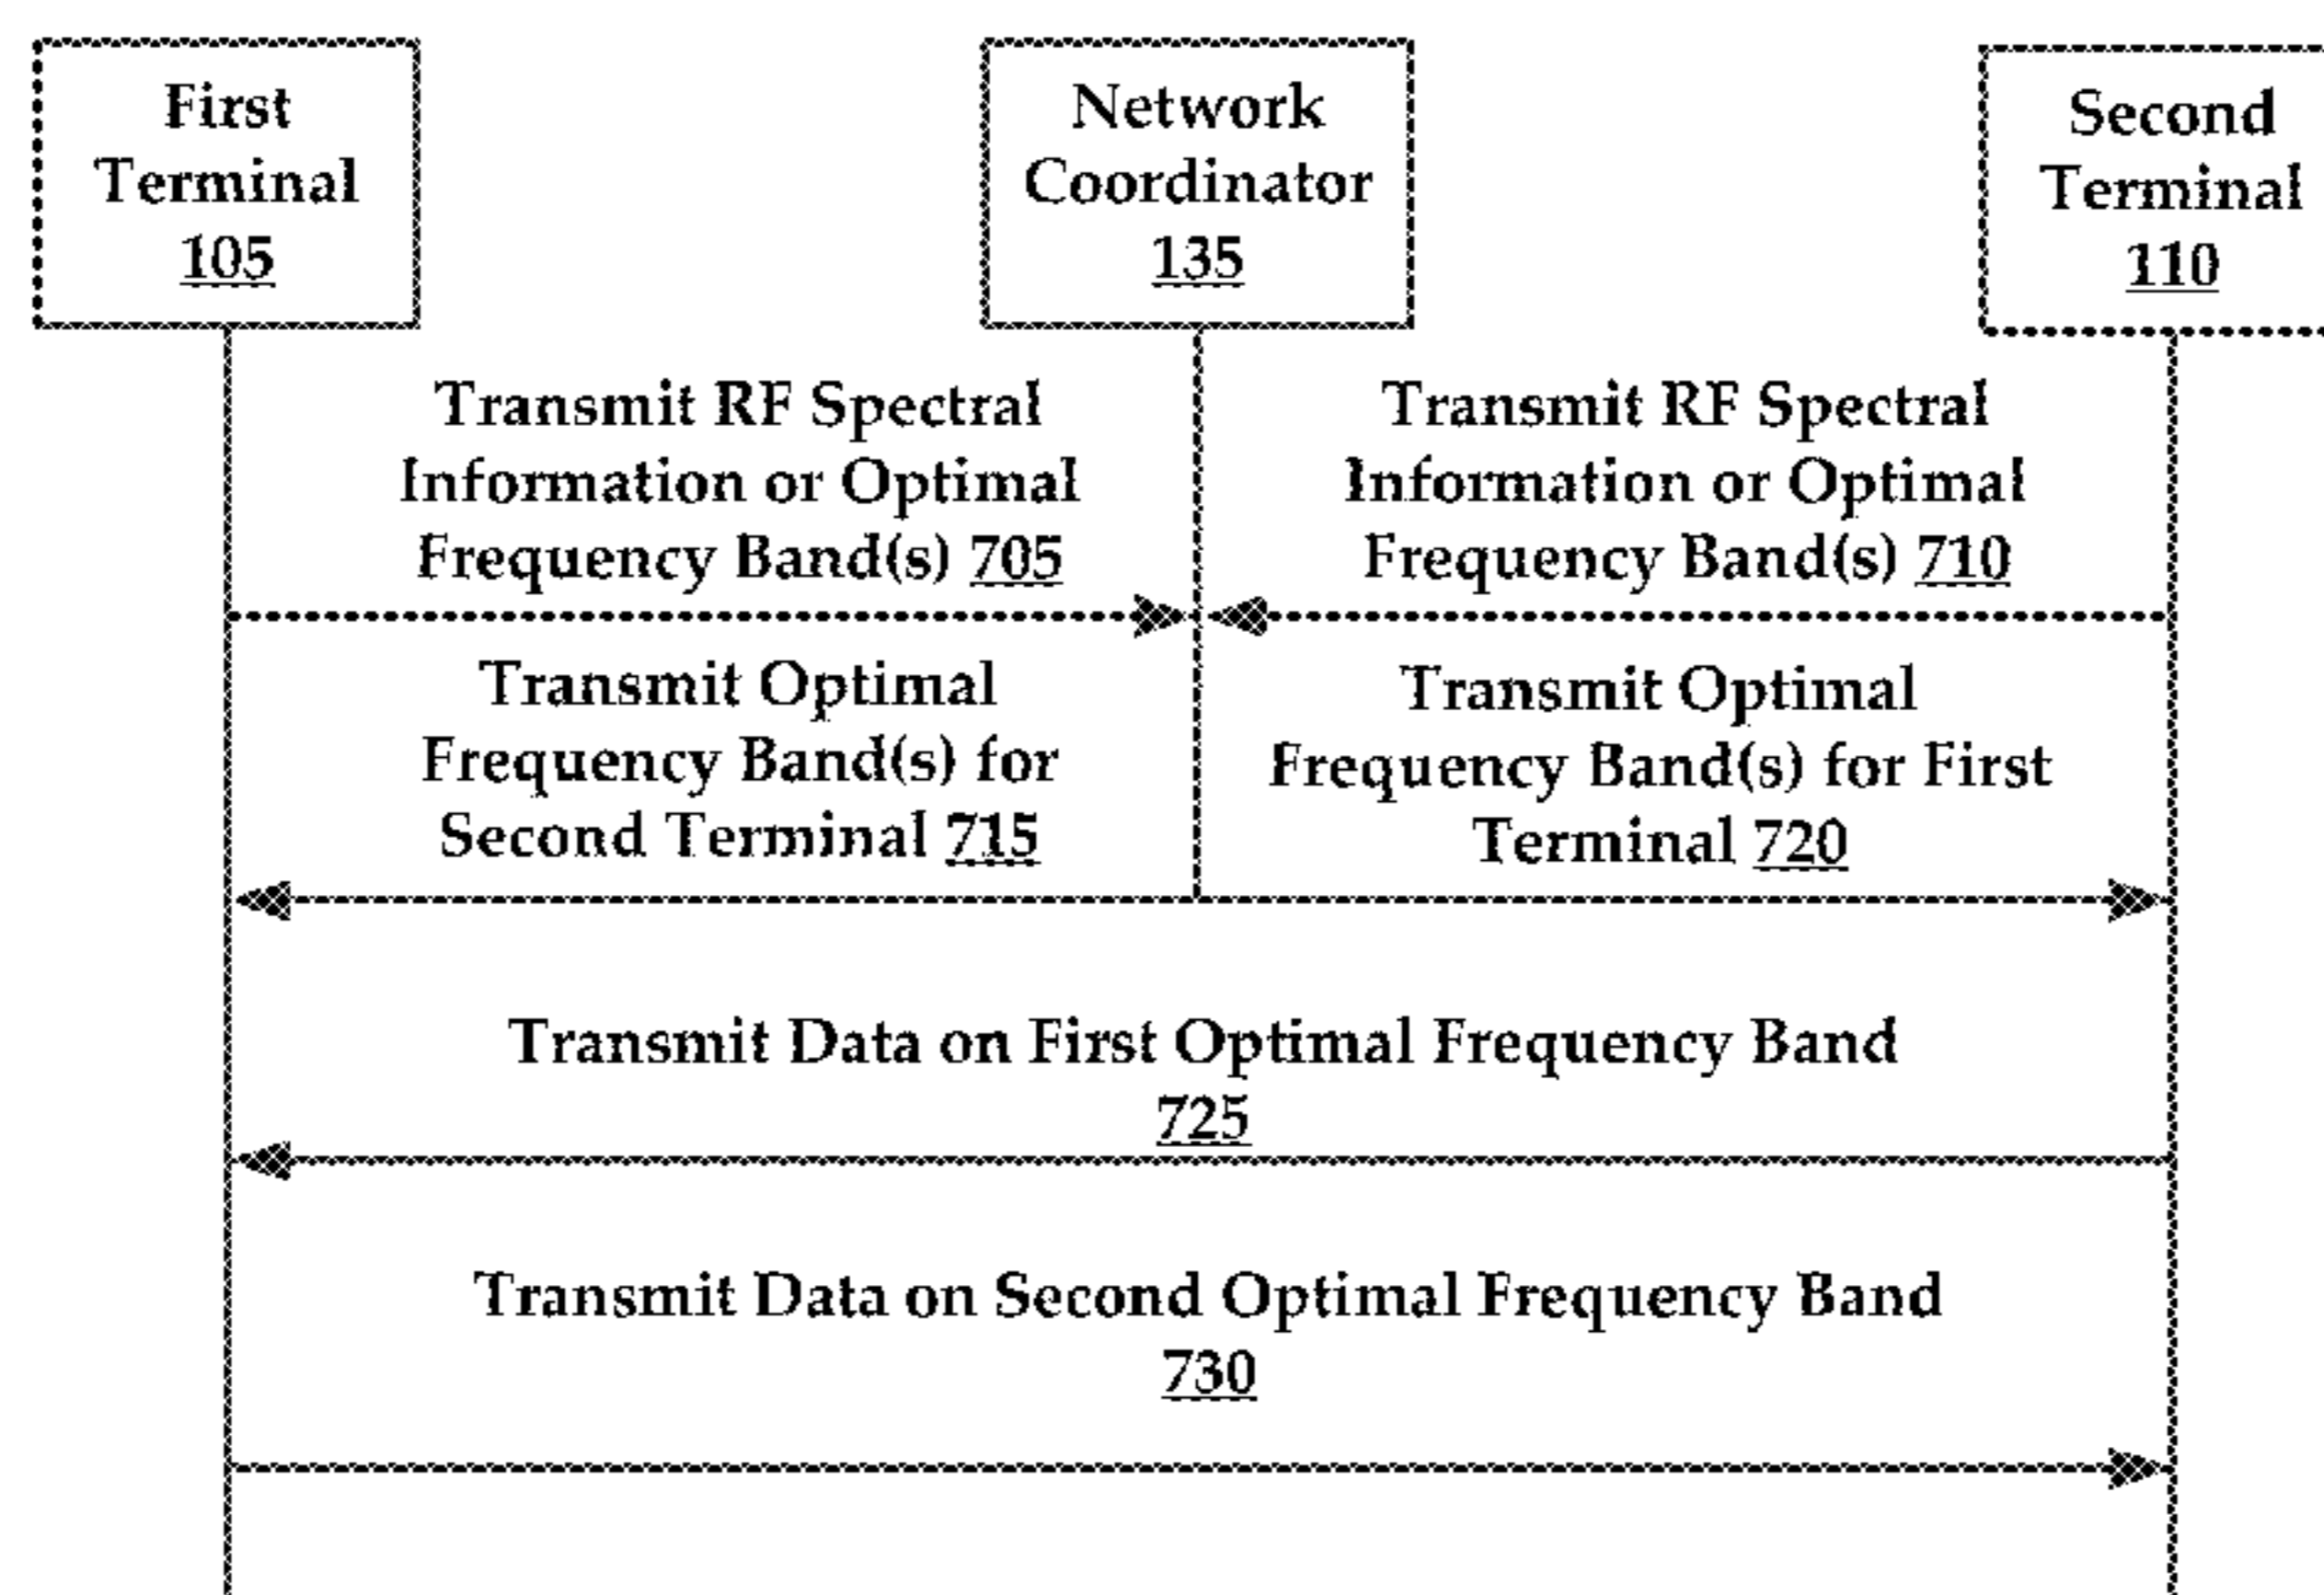 First
Terminal
105
Network
Coordinator
135
Second
Terminal
110
Transmit RF Spectral
Information or Optimal
Frequency Band(s) 705
Transmit RF Spectral
Information or Optimal
Frequency Band(s) 710
Transmit Optimal
Frequency Band(s) for
Second Terminal 715
Transmit Optimal
Frequency Band(s) for First
Terminal 720
Transmit Data on First Optimal Frequency Band
725
Transmit Data on Second Optimal Frequency Band
730